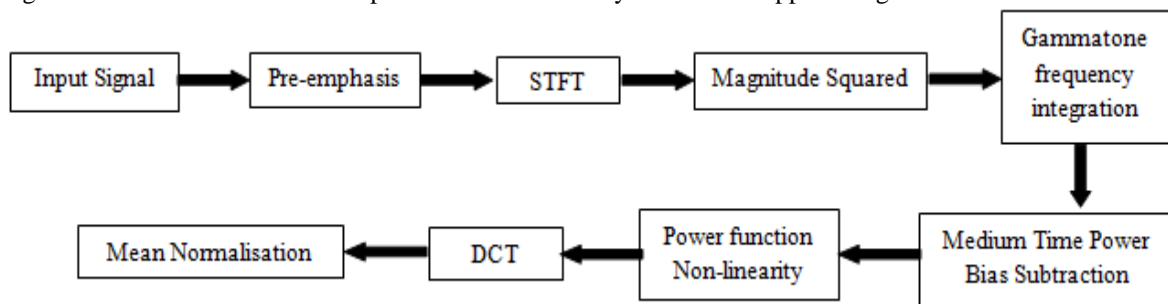 Input Signal
Pre-emphasis
STFT
Magnitude Squared
Gammatone
frequency
integration
Medium Time Power
Bias Subtraction
Power function
Non-linearity
DCT
Mean Normalisation